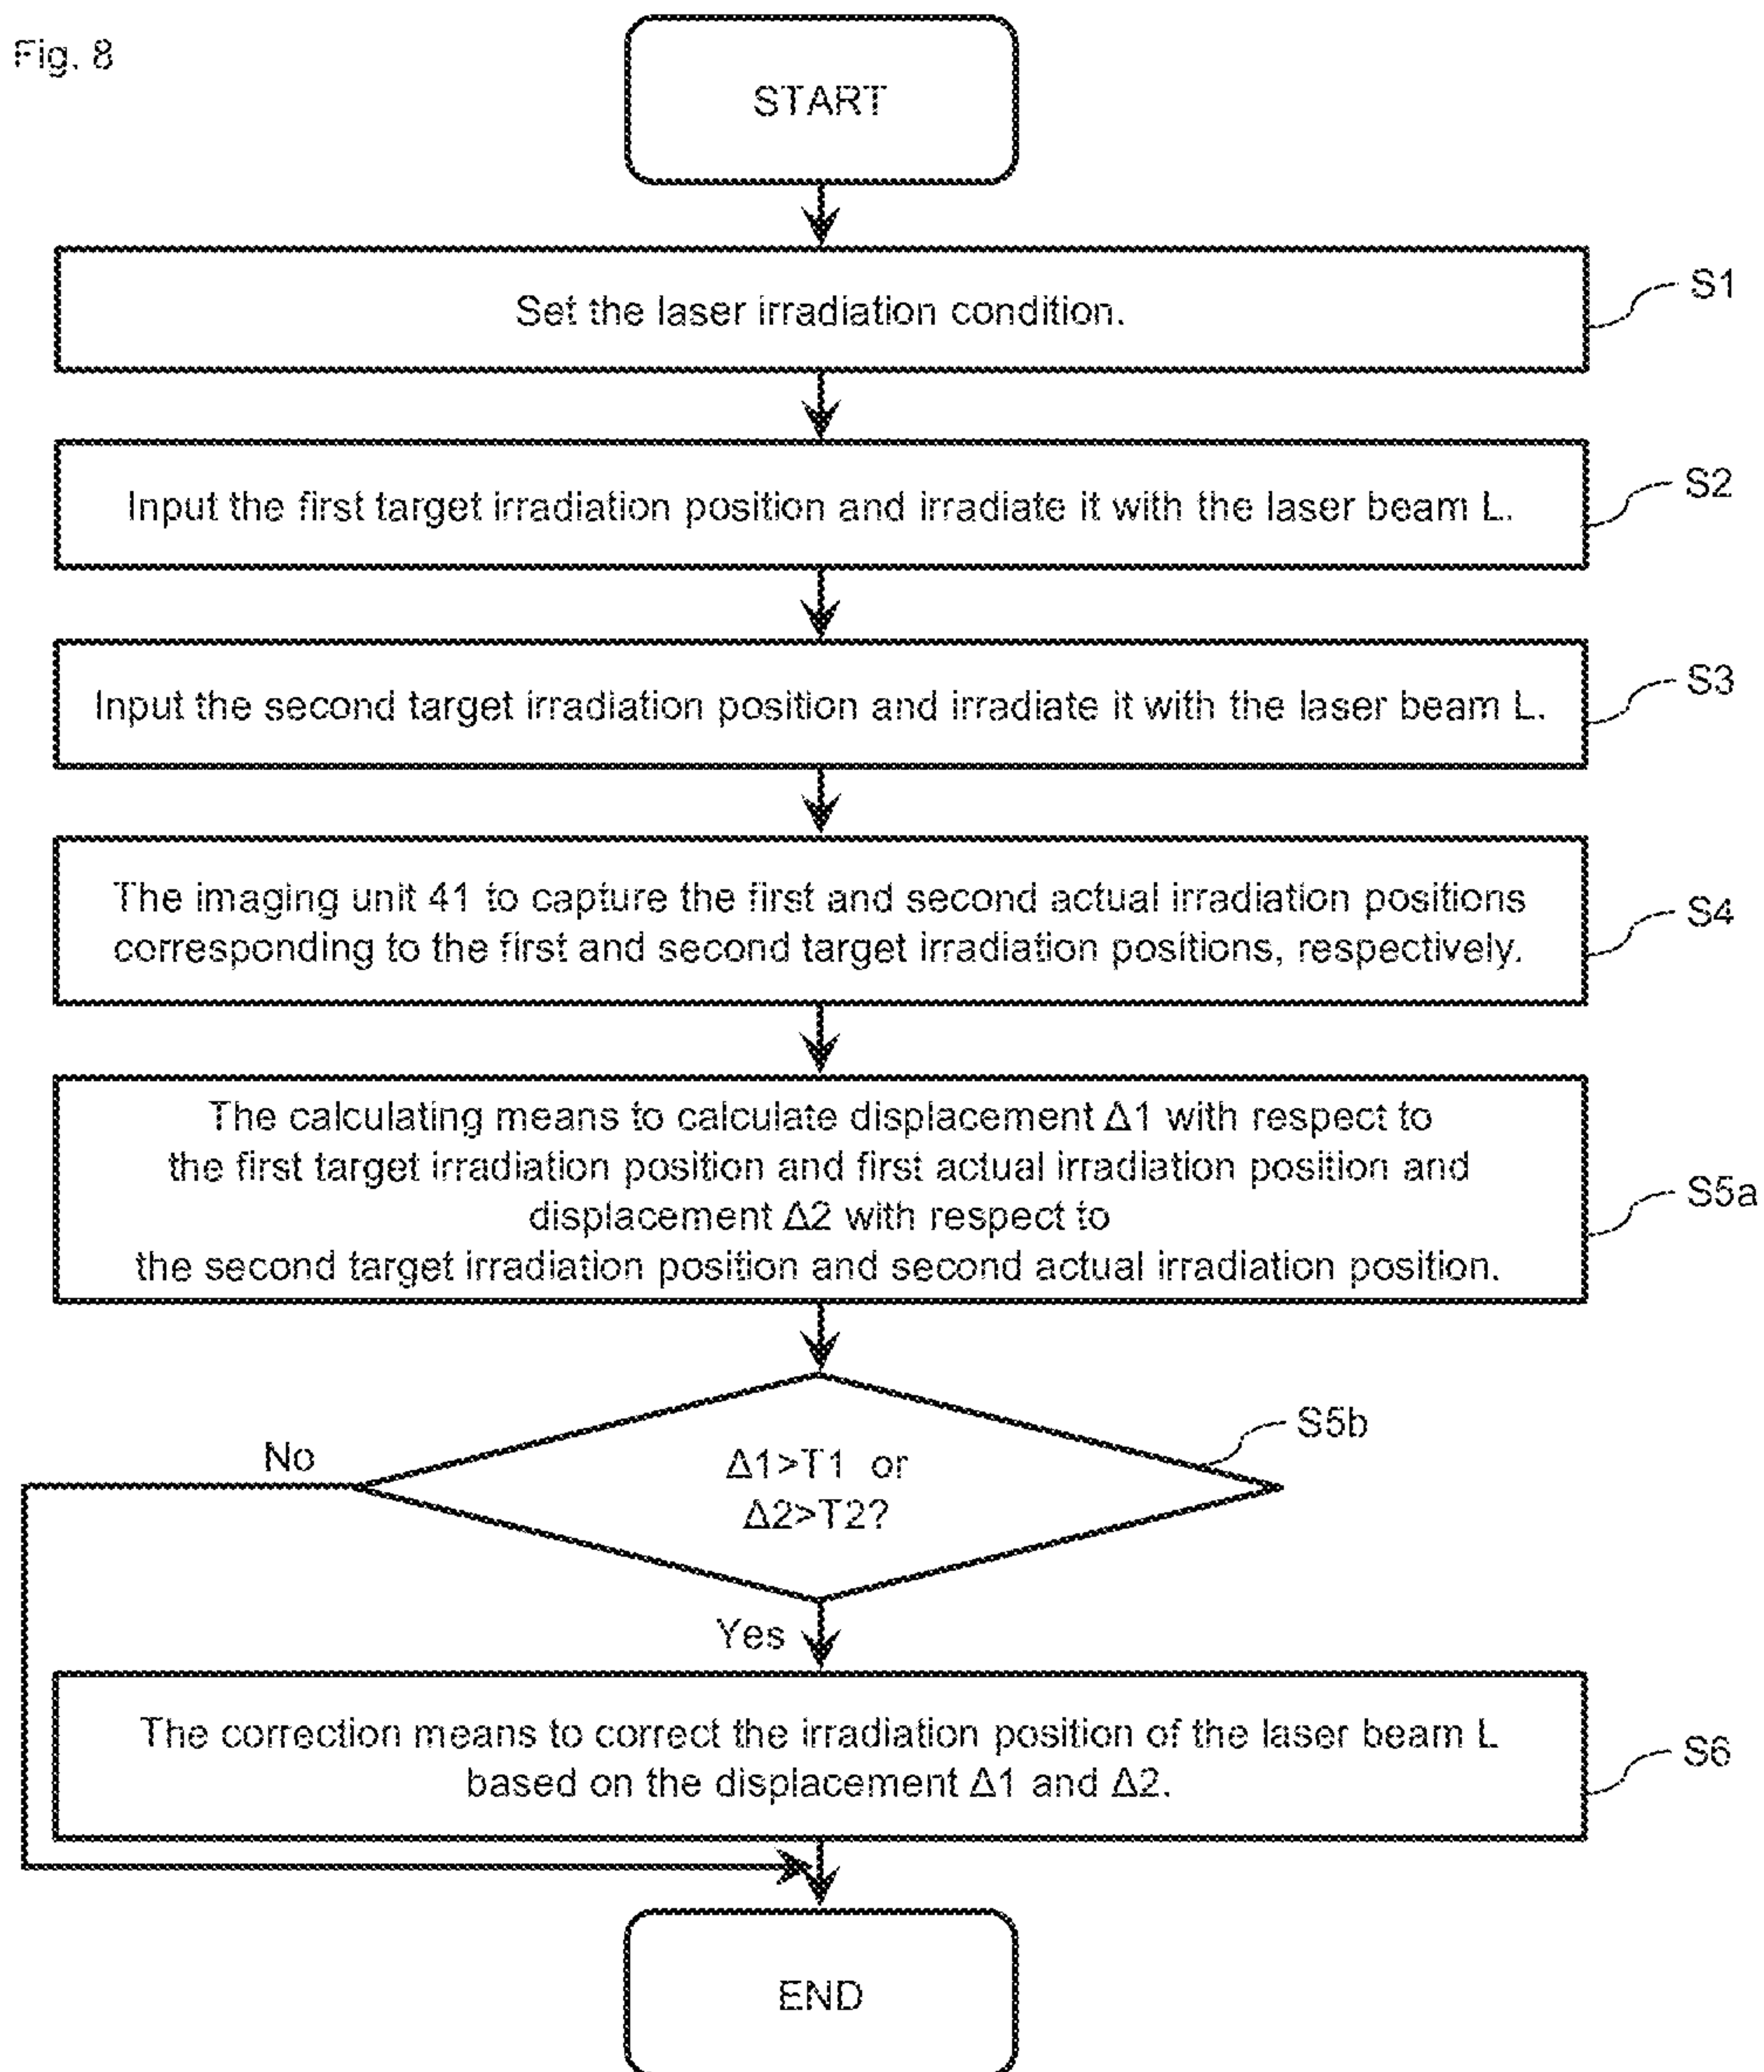 Fig. 8
START
Set the laser irradiation condition.
S1
Input the first target irradiation position and irradiate it with the laser beam L.
S2
Input the second target irradiation position and irradiate it with the laser beam L.
S3
The imaging unit 41 to capture the first and second actual irradiation positions
corresponding to the first and second target irradiation positions, respectively.
S4
The calculating means to calculate displacement Δ1 with respect to
the first target irradiation position and first actual irradiation position and
displacement Δ2 with respect to
the second target irradiation position and second actual irradiation position.
S5a
Δ1>T1 or
Δ2>T2?
S5b
No
Yes
The correction means to correct the irradiation position of the laser beam L
based on the displacement Δ1 and Δ2.
S6
END